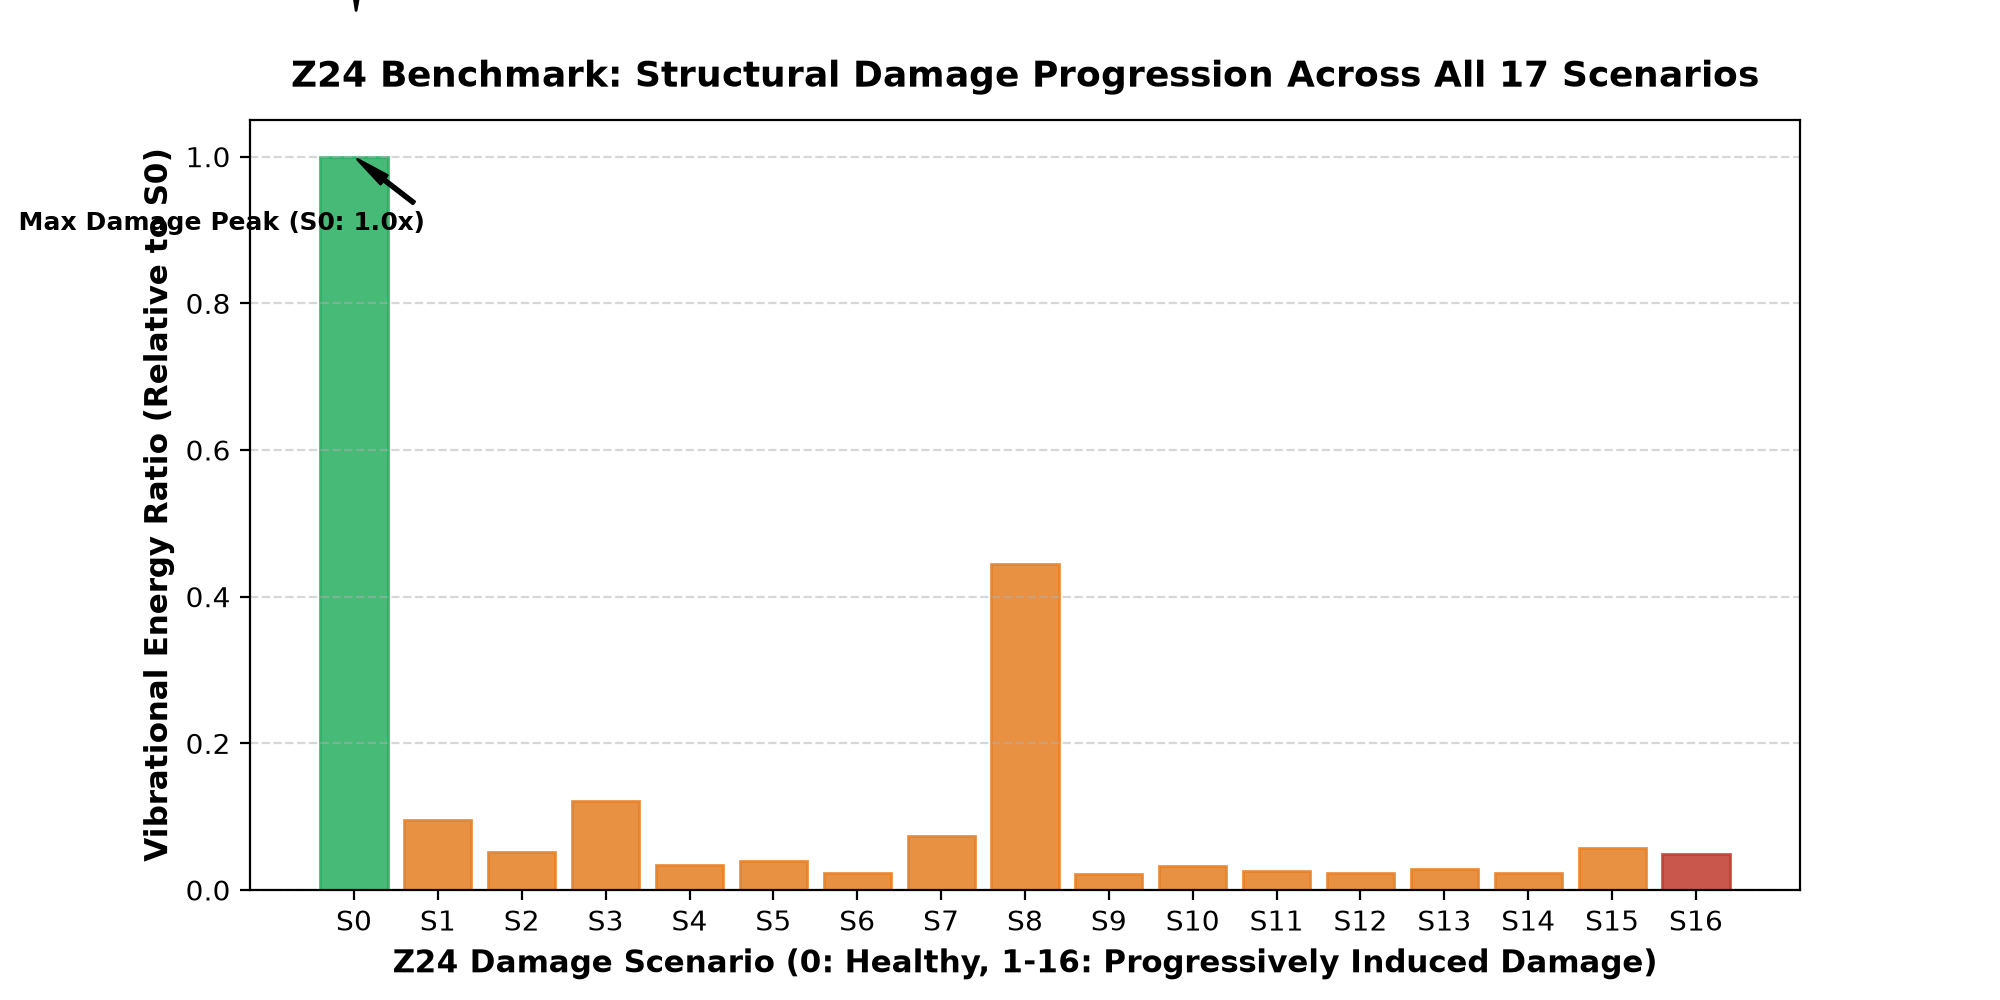 Z24 Benchmark: Structural Damage Progression Across All 17 Scenarios
Vibrational Energy Ratio (Relative to S0)
1.0
0.8
0.6
0.4
0.2
0.0
Max Damage Peak (S0: 1.0x)
S0 S1 S2 S3 S4 S5 S6 S7 S8 S9 S10 S11 S12 S13 S14 S15 S16
Z24 Damage Scenario (0: Healthy, 1-16: Progressively Induced Damage)